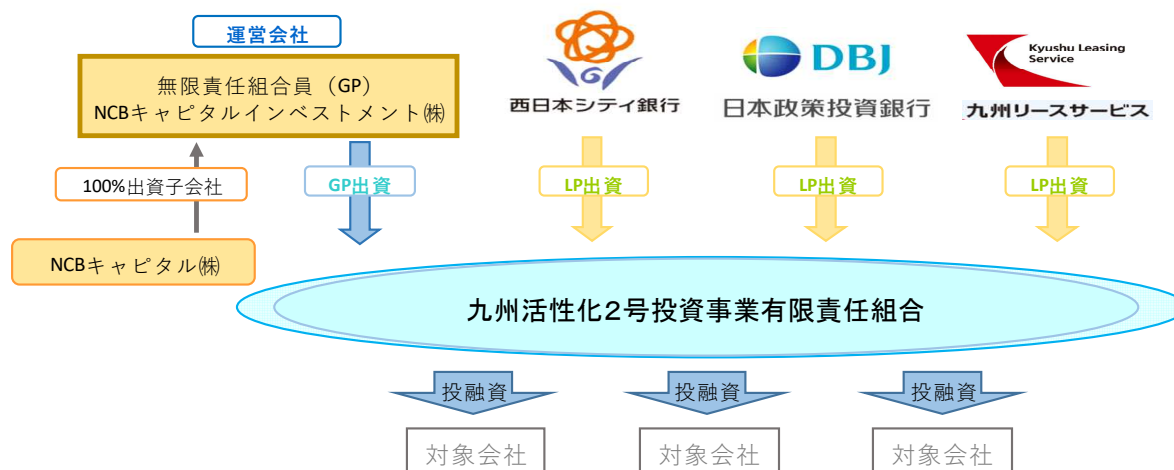 運営会社
無限責任組合員（GP）
NCBキャピタルインベストメント㈱
西日本シティ銀行
DBJ
日本政策投資銀行
Kyushu Leasing
Service
九州リースサービス
100%出資子会社
GP出資
LP出資
LP出資
LP出資
NCBキャピタル㈱
九州活性化2号投資事業有限責任組合
投融資
投融資
投融資
対象会社
対象会社
対象会社